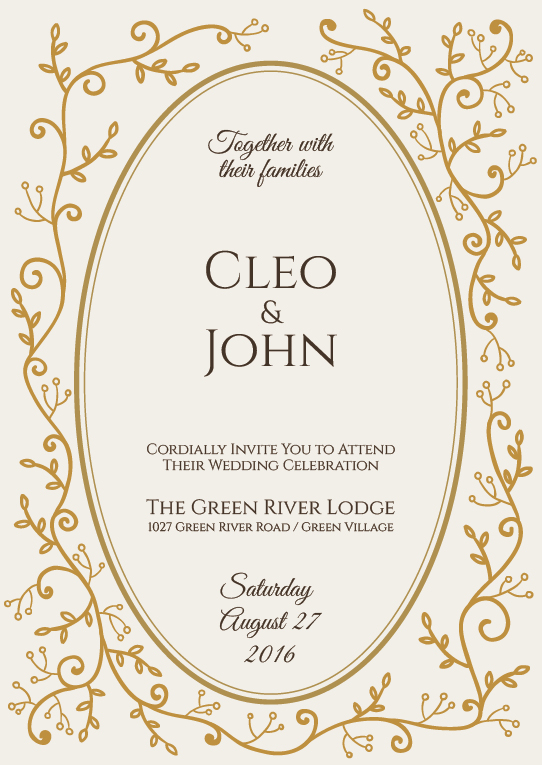 Together with
their families
Cleo
&
John
Cordially Invite You to Attend
Their Wedding Celebration
The Green River Lodge
1027 Green River Road / Green Village
Saturday
August 27
2016